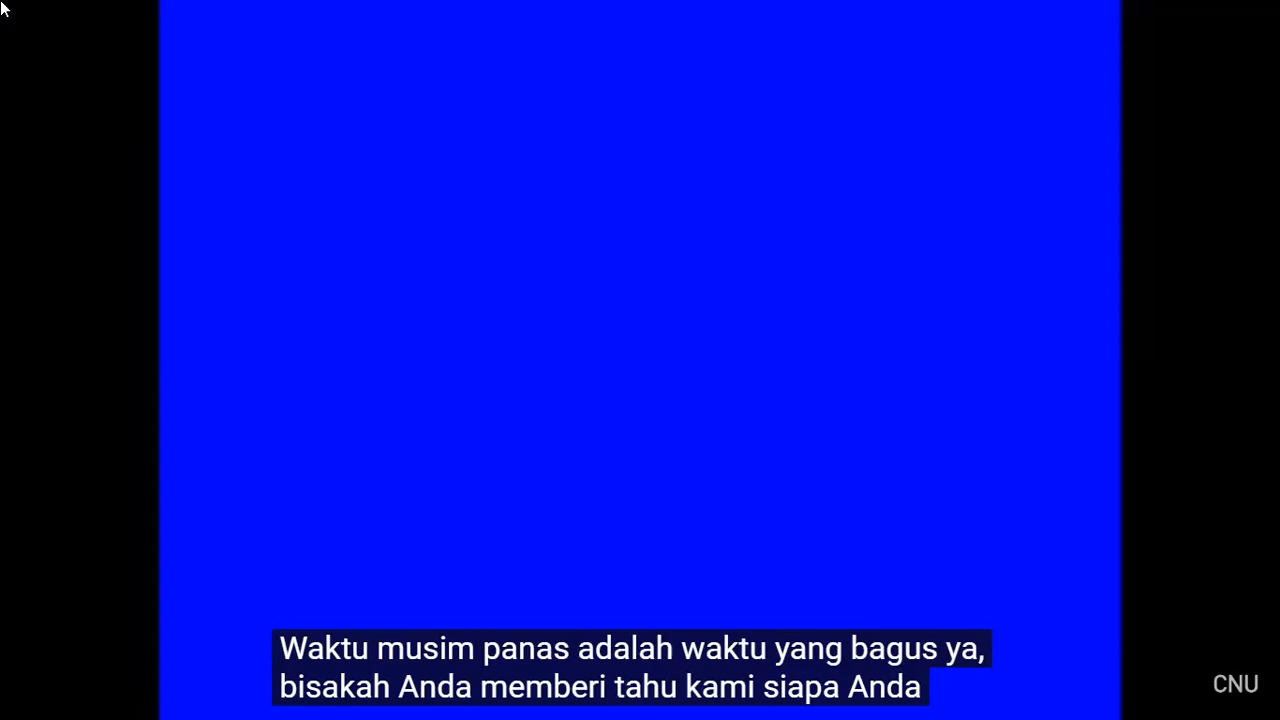 Waktu musim panas adalah waktu yang bagus ya,
bisakah Anda memberi tahu kami siapa Anda
CNU